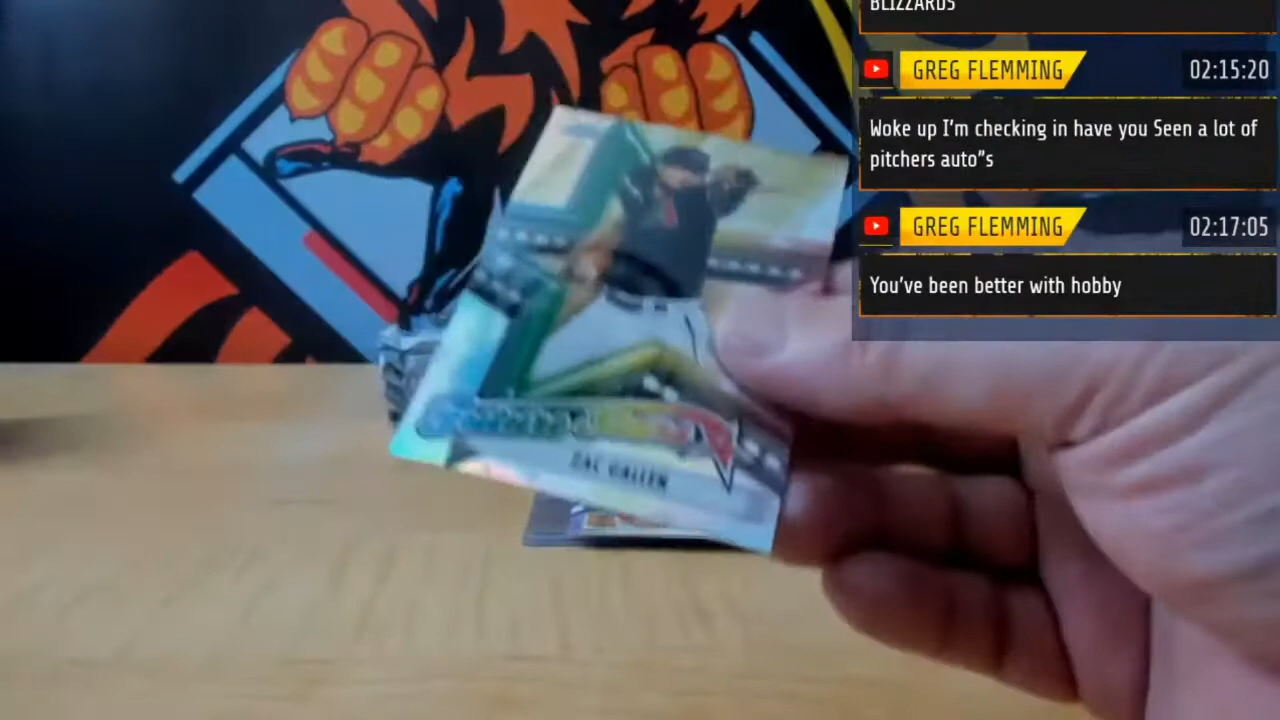 BLIZZARDS
GREG FLEMMING 02:15:20
Woke up I'm checking in have you Seen a lot of
pitchers auto"s
GREG FLEMMING 02:17:05
You've been better with hobby
ZAC GALLEN